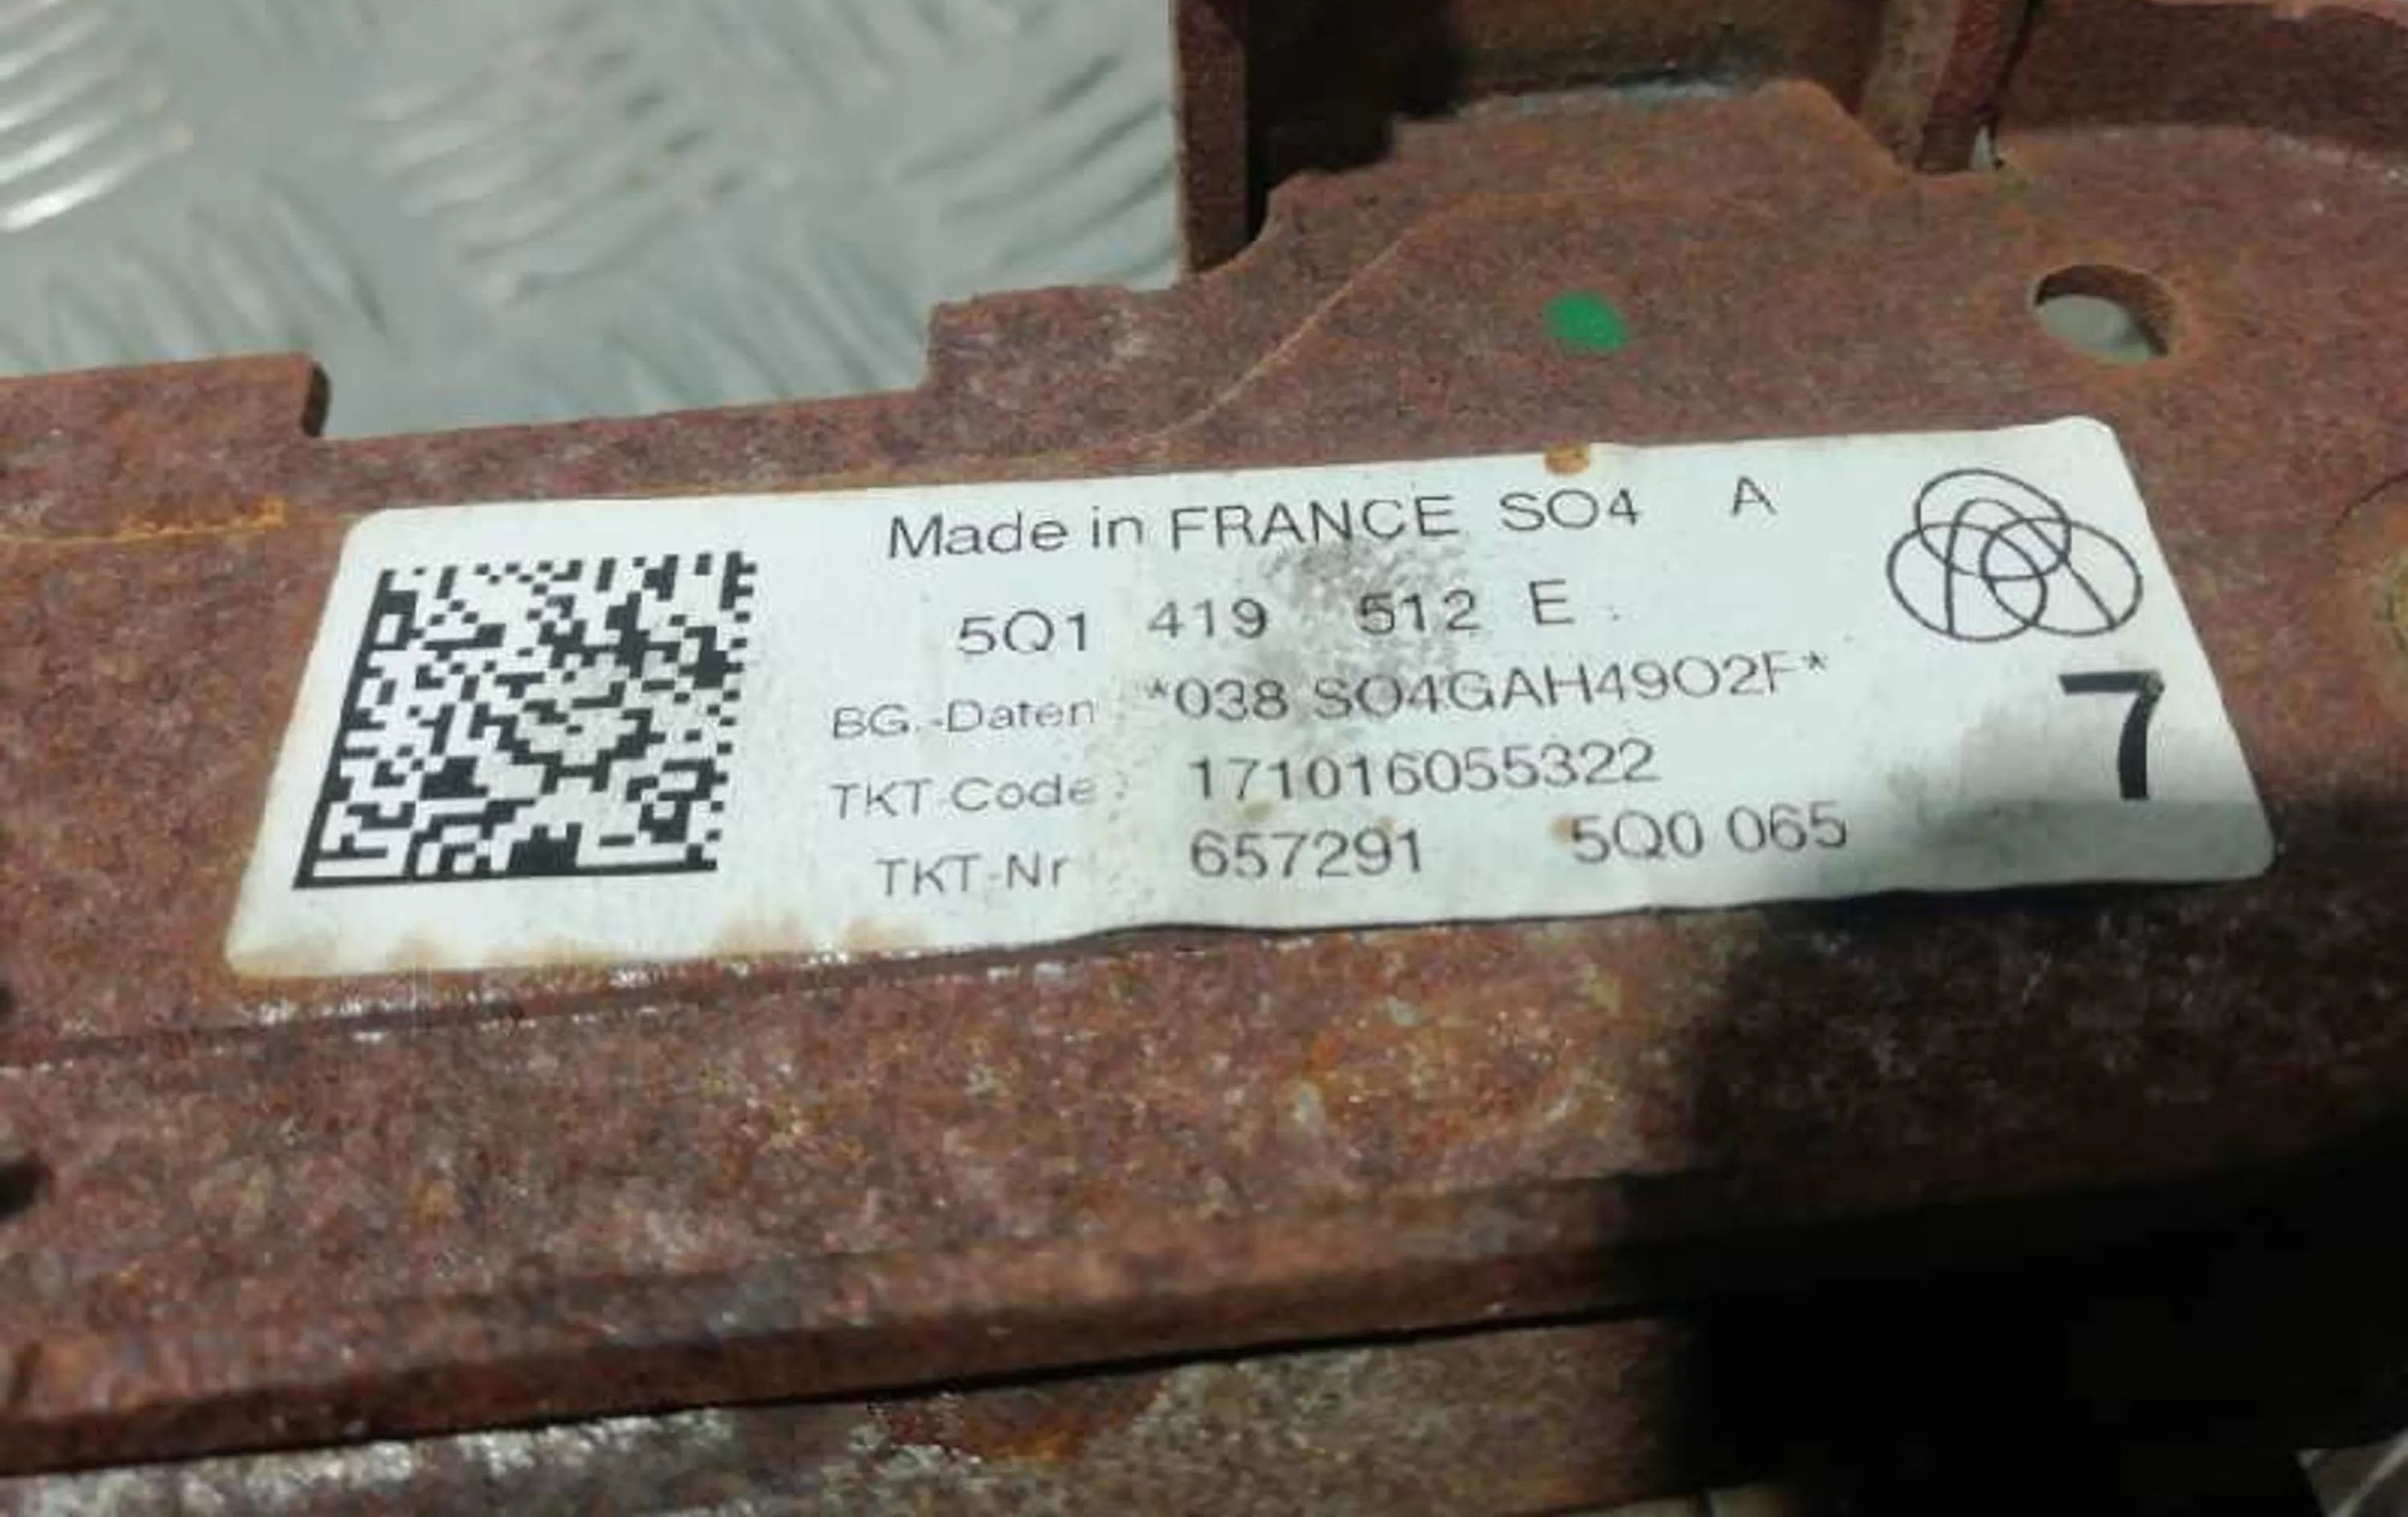 Made in FRANCE SO4 A
5Q1 419 512 E
BG.-Daten *038 SO4GAH49O2F*
TKT Code : 171016055322
TKT-Nr 657291 5Q0 065
7